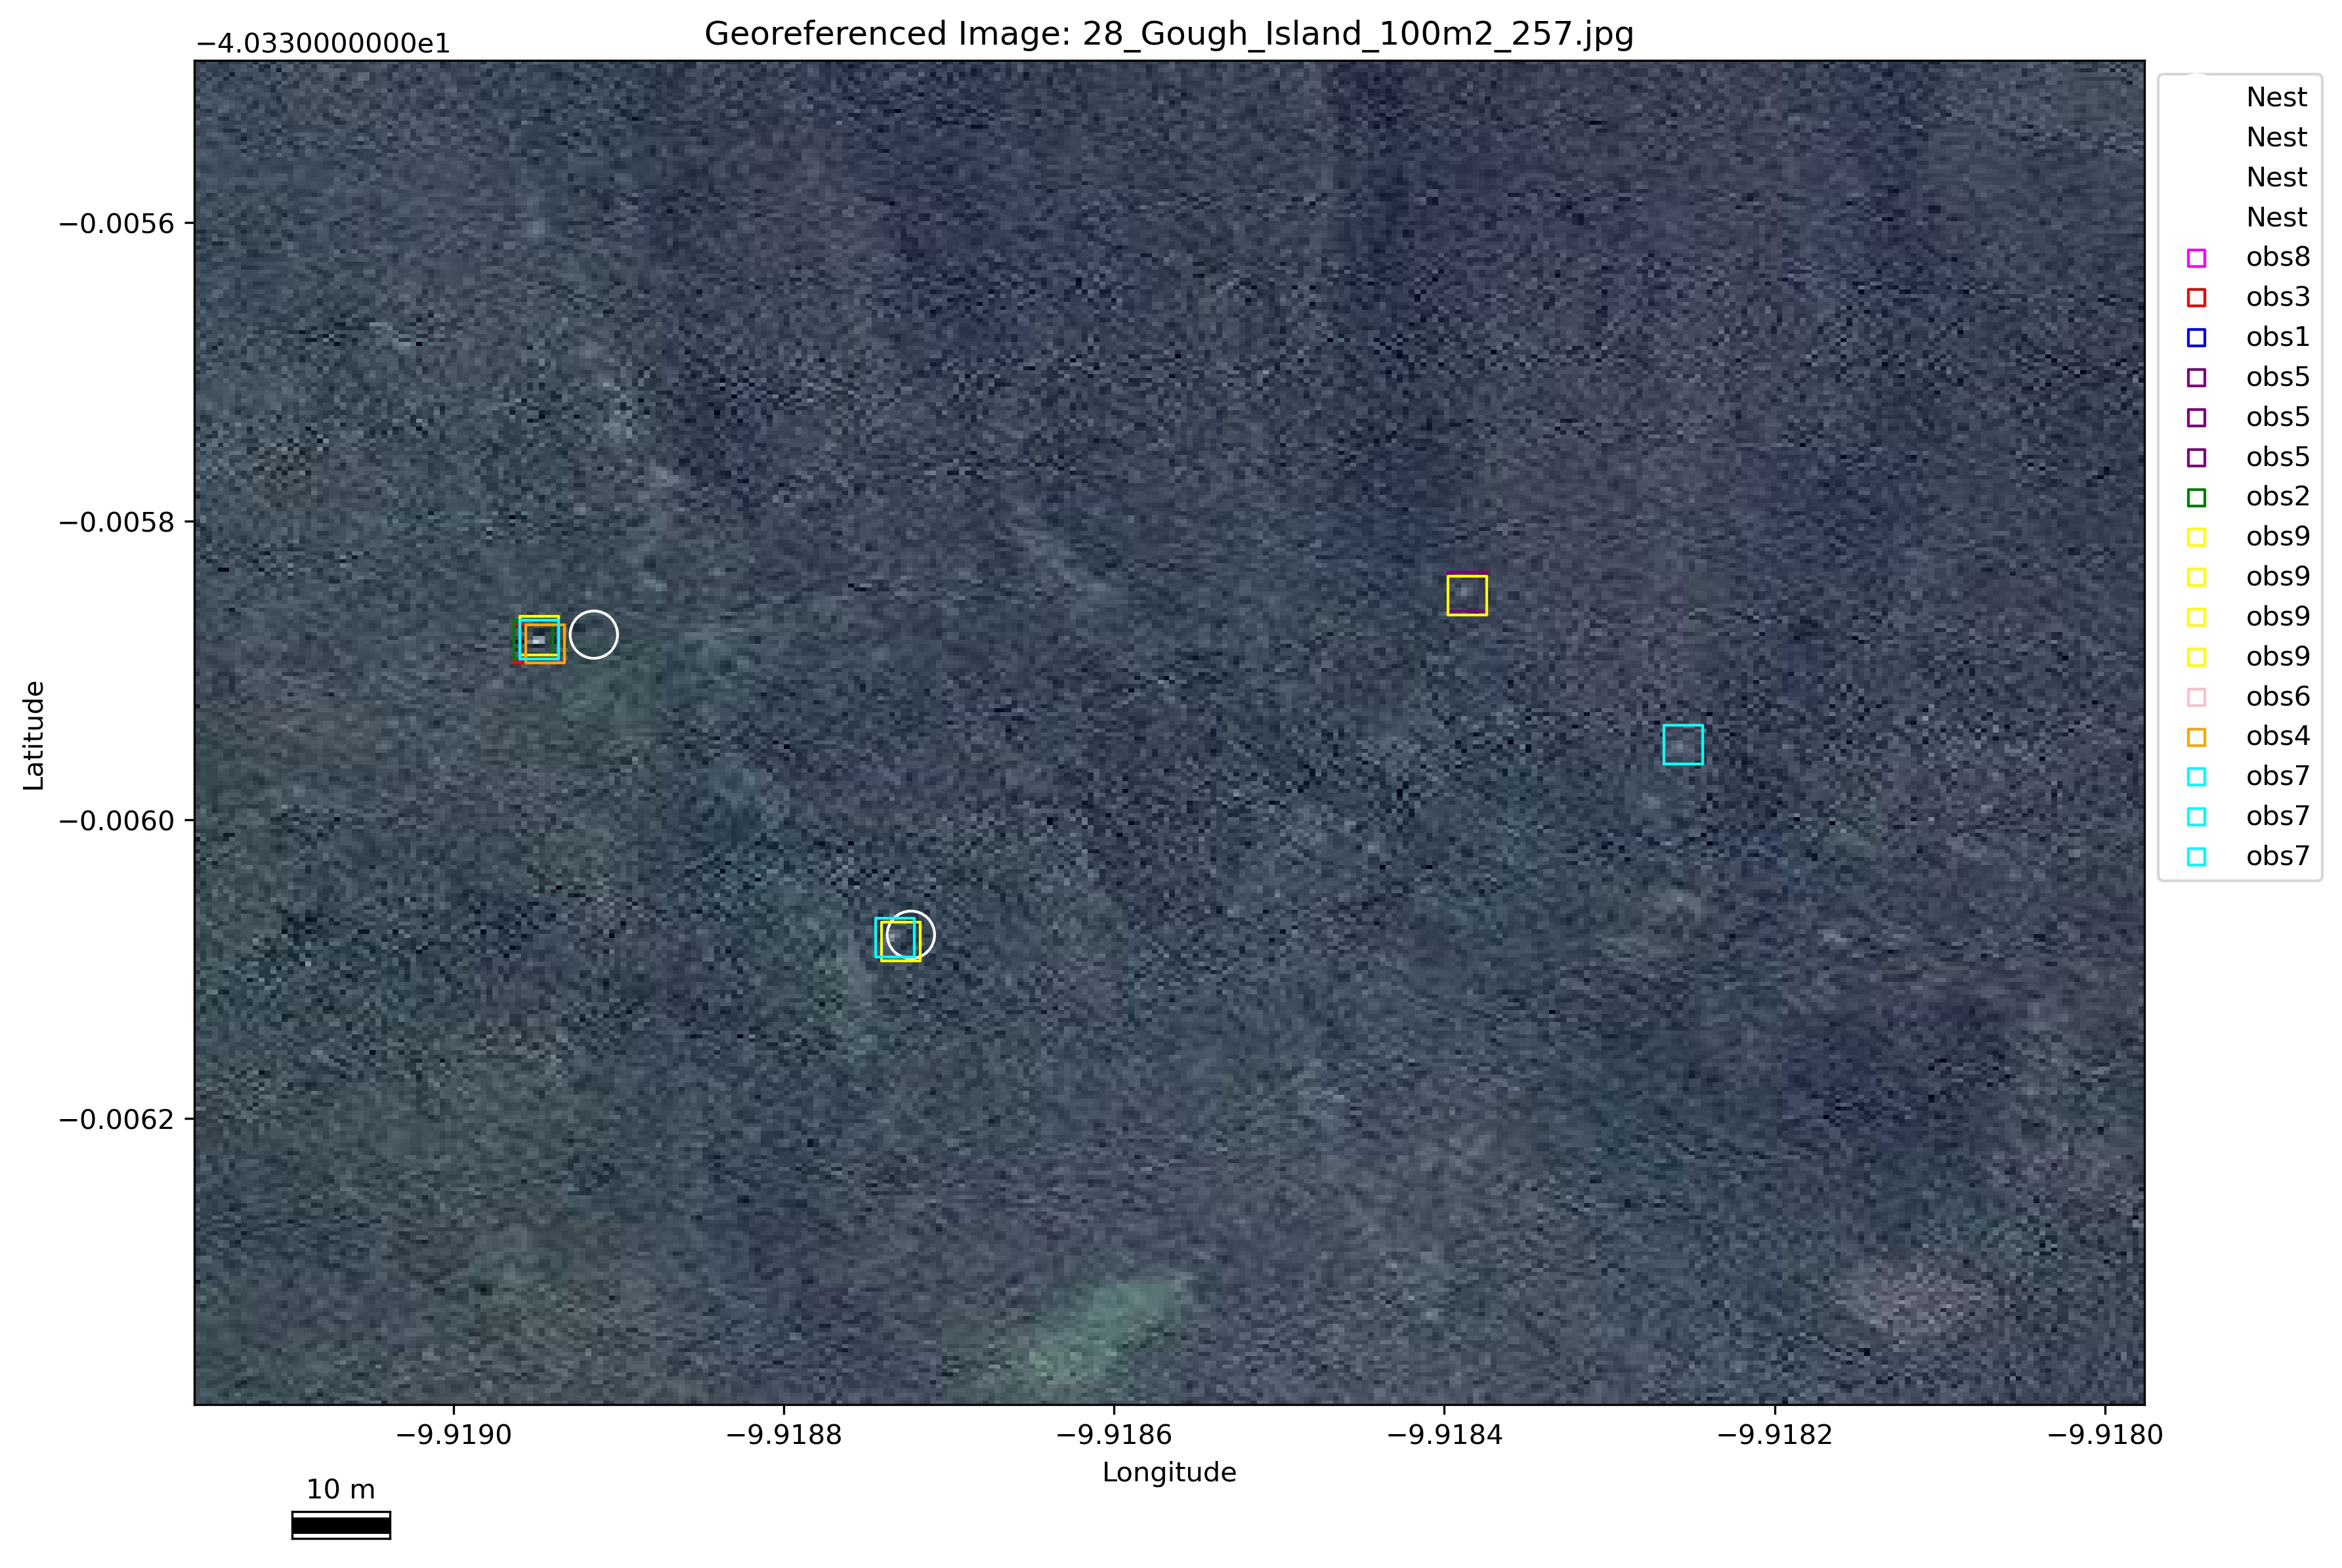 Georeferenced Image: 28_Gough_Island_100m2_257.jpg
−4.0330000000e1
−0.0056
−0.0058
−0.0060
−0.0062
Latitude
−9.9190
−9.9188
−9.9186
−9.9184
−9.9182
−9.9180
Longitude
10 m
Nest
Nest
Nest
Nest
obs8
obs3
obs1
obs5
obs5
obs5
obs2
obs9
obs9
obs9
obs9
obs6
obs4
obs7
obs7
obs7